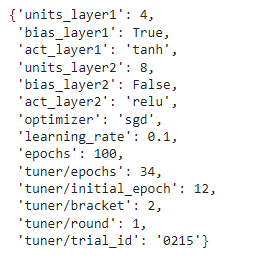 {'units_layer1': 4,
'bias_layer1': True,
'act_layer1': 'tanh',
'units_layer2': 8,
'bias_layer2': False,
'act_layer2': 'relu',
'optimizer': 'sgd',
'learning_rate': 0.1,
'epochs': 100,
'tuner/epochs': 34,
'tuner/initial_epoch': 12,
'tuner/bracket': 2,
'tuner/round': 1,
'tuner/trial_id': '0215'}